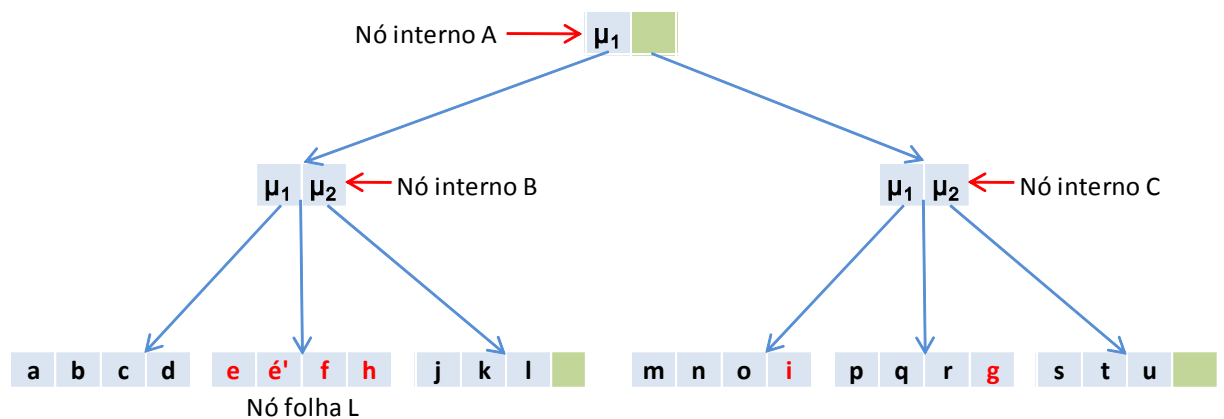 Nó interno A
μ₁
μ₁ μ₂
Nó interno B
μ₁ μ₂
Nó interno C
a b c d
e é' f h
j k l
m n o i
p q r g
s t u
Nó folha L